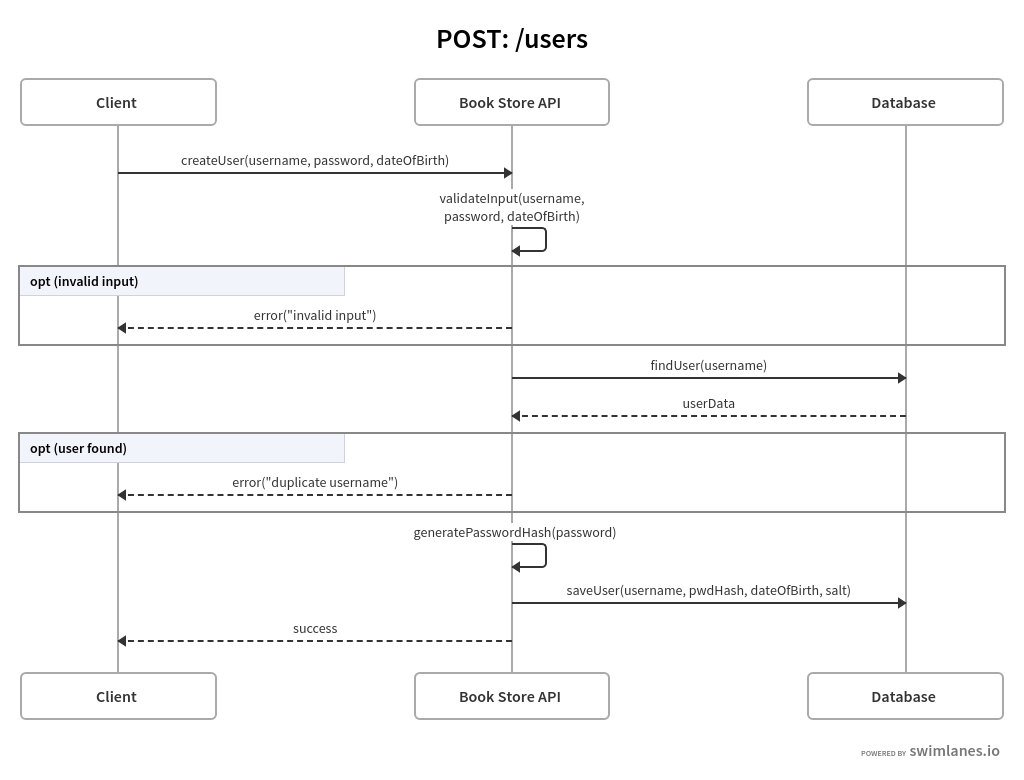 POST: /users
Client
Book Store API
Database
createUser(username, password, dateOfBirth)
validateInput(username,
password, dateOfBirth)
opt (invalid input)
error("invalid input")
findUser(username)
userData
opt (user found)
error("duplicate username")
generatePasswordHash(password)
saveUser(username, pwdHash, dateOfBirth, salt)
success
Client
Book Store API
Database
POWERED BY swimlanes.io